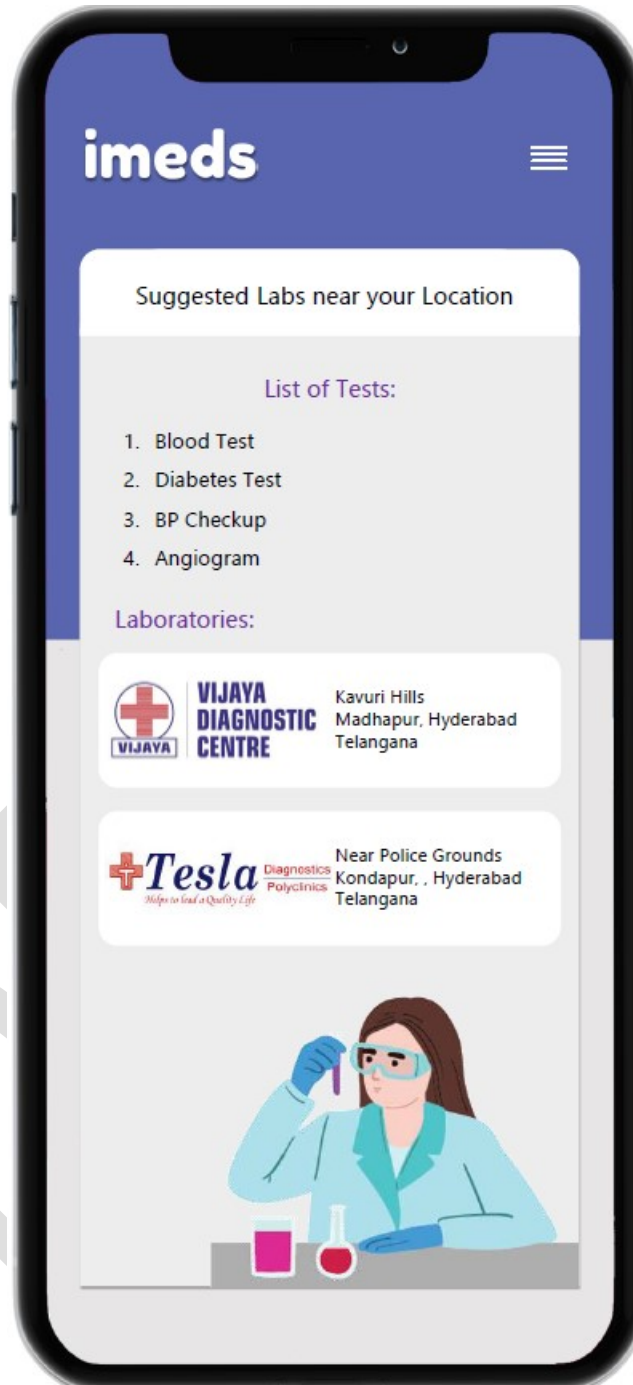 imeds
Suggested Labs near your Location
List of Tests:
1. Blood Test
2. Diabetes Test
3. BP Checkup
4. Angiogram
Laboratories:
VIJAYA
VIJAYA
DIAGNOSTIC
CENTRE
Kavuri Hills
Madhapur, Hyderabad
Telangana
Tesla
Helps to lead a Quality Life
Diagnostics
Polyclinics
Near Police Grounds
Kondapur, , Hyderabad
Telangana